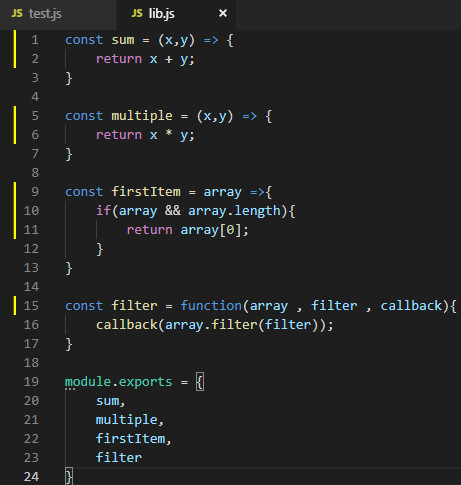 JS test.js JS lib.js ×
1 const sum = (x,y) => {
2     return x + y;
3 }
4
5 const multiple = (x,y) => {
6     return x * y;
7 }
8
9 const firstItem = array =>{
10     if(array && array.length){
11         return array[0];
12     }
13 }
14
15 const filter = function(array , filter , callback){
16     callback(array.filter(filter));
17 }
18
19 module.exports = {
20     sum,
21     multiple,
22     firstItem,
23     filter
24 }